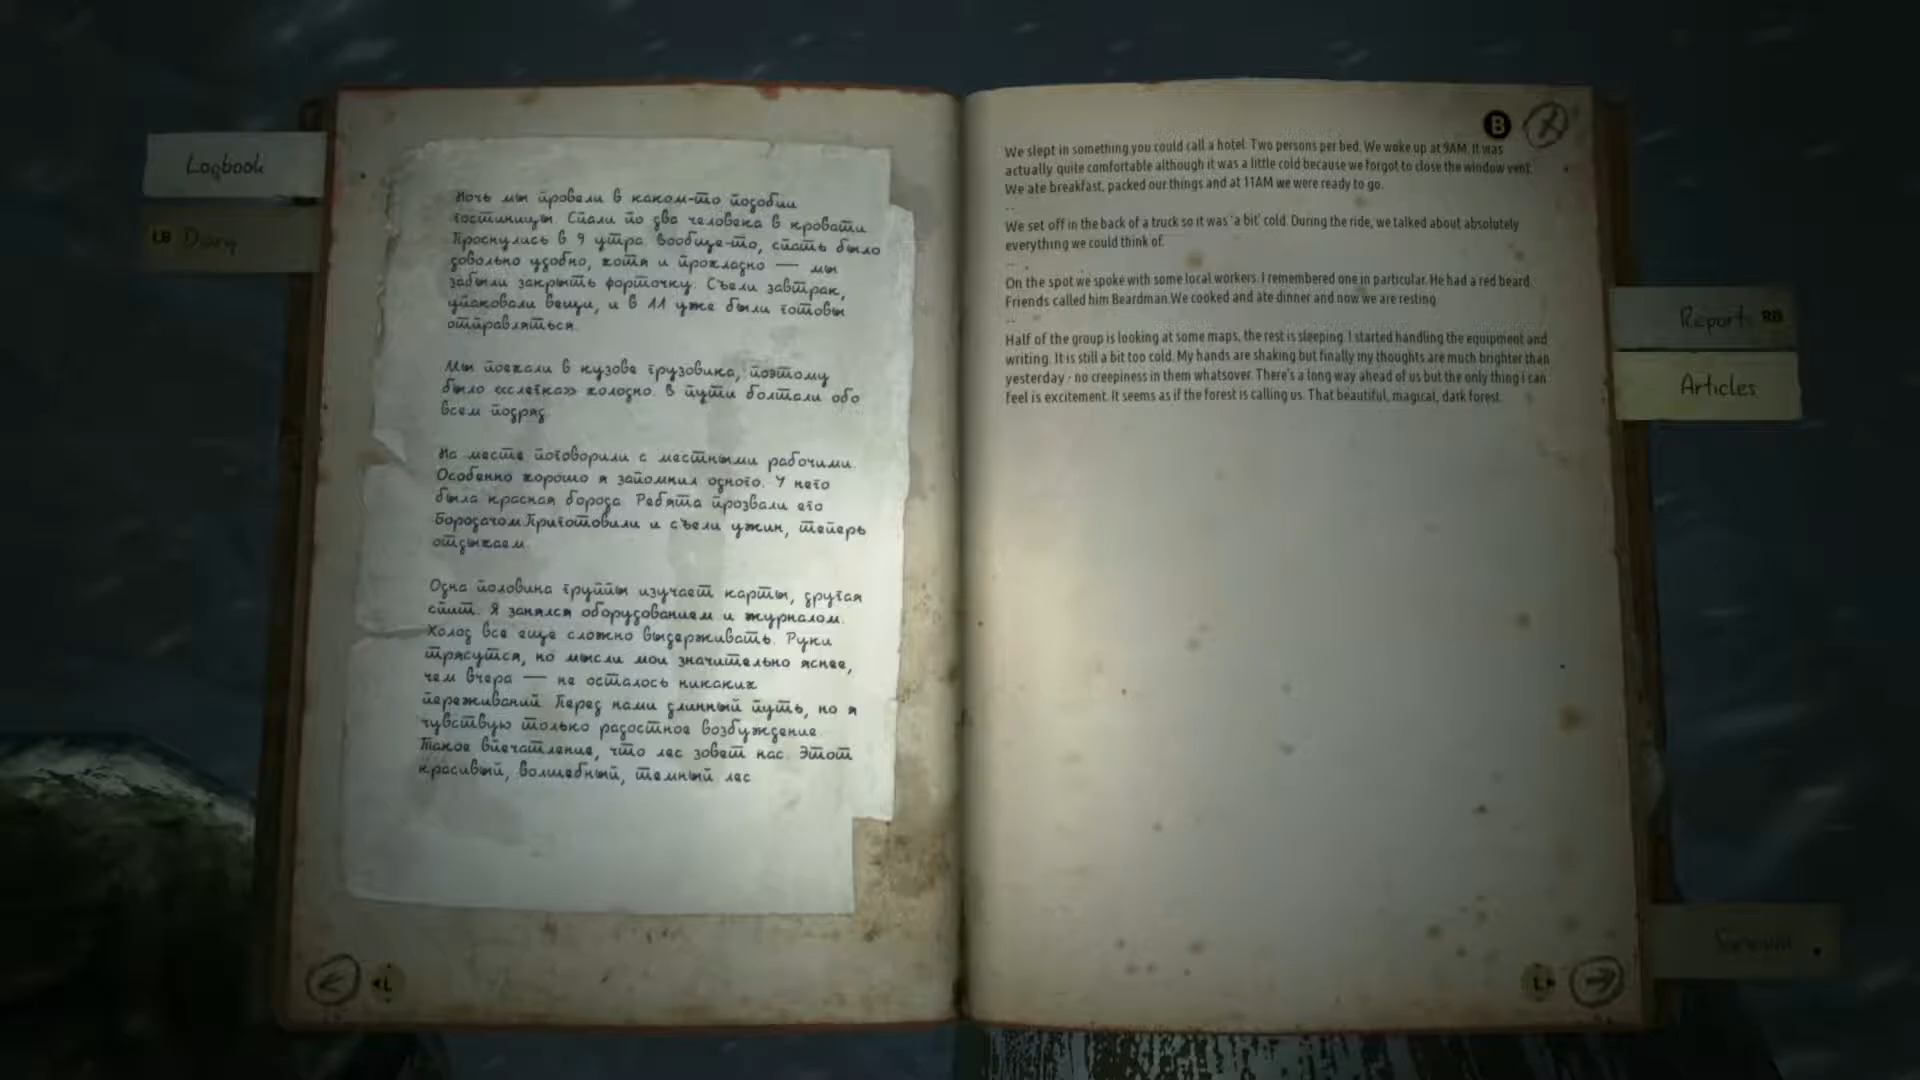 Logbook
LB Diary
Ночь мы провели в каком-то подобии
гостиницы. Спали по два человека в кровати.
Проснулись в 9 утра. Вообще-то, спать было
довольно удобно, хотя и прохладно — мы
забыли закрыть форточку. Съели завтрак,
упаковали вещи, и в 11 уже были готовы
отправляться.
Мы поехали в кузове грузовика, поэтому
было «слегка» холодно. В пути болтали обо
всем подряд
На месте поговорили с местными рабочими.
Особенно хорошо я запомнил одного. У него
была красная борода. Ребята прозвали его
Бородачом.Приготовили и съели ужин, теперь
отдыхаем.
Одна половина группы изучает карты, другая
спит. Я занялся оборудованием и журналом.
Холод все еще сложно выдерживать. Руки
трясутся, но мысли мои значительно яснее,
чем вчера — не осталось никаких
переживаний. Перед нами длинный путь, но я
чувствую только радостное возбуждение.
Такое впечатление, что лес зовет нас. Этот
красивый, волшебный, темный лес
L
B
We slept in something you could call a hotel. Two persons per bed. We woke up at 9AM. It was
actually quite comfortable although it was a little cold because we forgot to close the window vent.
We ate breakfast, packed our things and at 11AM we were ready to go.
...
We set off in the back of a truck so it was 'a bit' cold. During the ride, we talked about absolutely
everything we could think of.
...
On the spot we spoke with some local workers. I remembered one in particular. He had a red beard.
Friends called him Beardman.We cooked and ate dinner and now we are resting.
...
Half of the group is looking at some maps, the rest is sleeping. I started handling the equipment and
writing. It is still a bit too cold. My hands are shaking but finally my thoughts are much brighter than
yesterday - no creepiness in them whatsover. There's a long way ahead of us but the only thing i can
feel is excitement. It seems as if the forest is calling us. That beautiful, magical, dark forest.
L
Reports RB
Articles